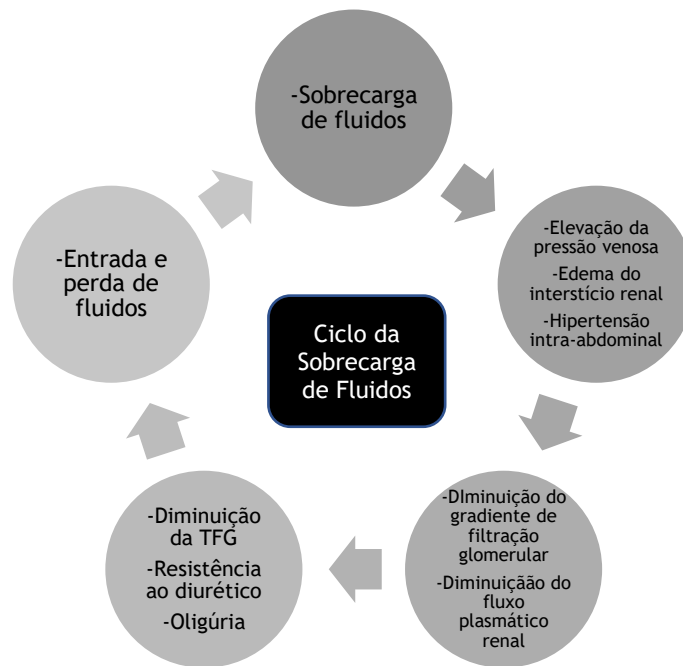 -Sobrecarga
de fluidos
-Elevação da
pressão venosa
-Edema do
interstício renal
-Hipertensão
intra-abdominal
-DIminuição do
gradiente de
filtração
glomerular
-Diminuiçãão do
fluxo
plasmático
renal
-Diminuição
da TFG
-Resistência
ao diurético
-Oligúria
-Entrada e
perda de
fluidos
Ciclo da
Sobrecarga
de Fluidos